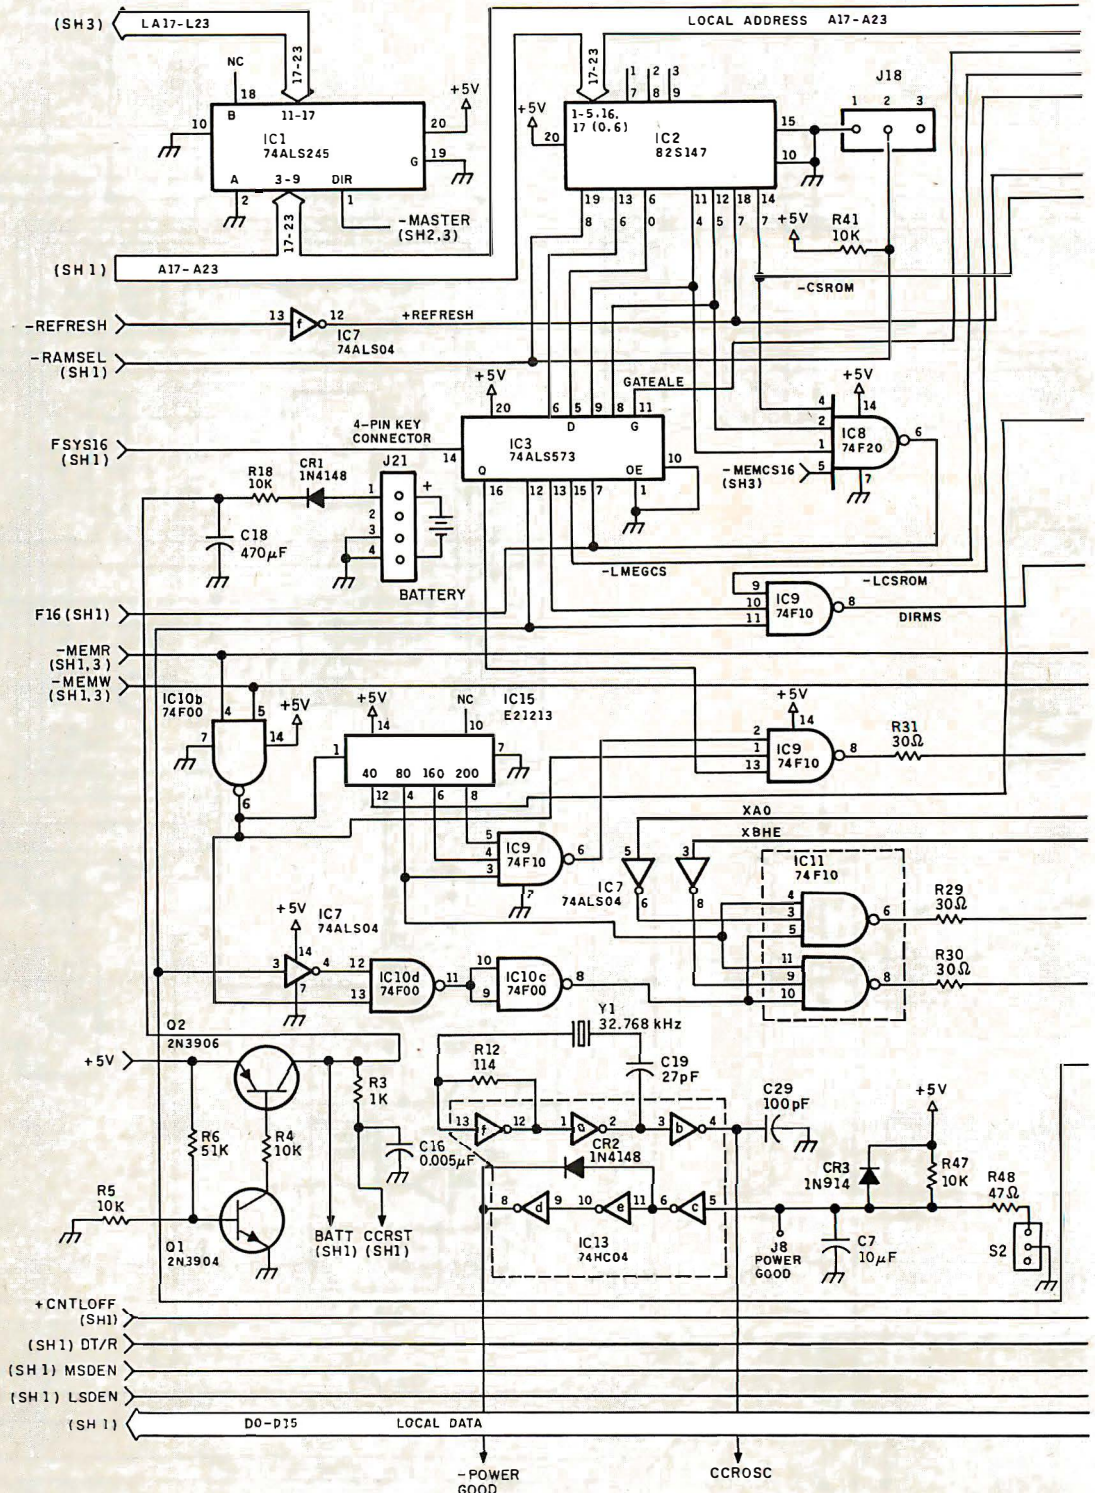 (SH3)
LA17-L23
LOCAL ADDRESS A17-A23
17-23
17-23
NC
18
B
11-17
+5V
20
10
IC1
74ALS245
19
G
A
3-9
DIR
2
1
17-23
-MASTER
(SH2,3)
1 2 3
7 8 9
+5V
20
1-5,16,
17 (0,6)
IC2
82S147
15
10
J18
1 2 3
19 13 6 11 12 18 14
8 6 0 4 5 7 7
+5V
R41
10K
(SH 1)
A17-A23
-CSROM
-REFRESH
13
f
12
+REFRESH
IC7
74ALS04
-RAMSEL
(SH1)
+5V
GATEALE
+5V
20
6 5 9 8 11
D
G
4
14
2
IC8
74F20
6
1
5
7
-MEMCS16
(SH3)
4-PIN KEY
CONNECTOR
FSYS16
(SH1)
14
IC3
74ALS573
10
Q
OE
16 12 13 15 7 1
R18
10K
CR1
1N4148
J21
1
2
3
4
+
C18
470µF
BATTERY
-LMEGCS
-LCSROM
9
10
11
IC9
74F10
8
DIRMS
F16 (SH1)
-MEMR
(SH1,3)
-MEMW
(SH1,3)
IC10b
74F00
4
5
+5V
7
14
6
+5V
14
NC
10
IC15
E21213
1
7
40 80 160 200
12 4 6 8
+5V
14
2
1
13
IC9
74F10
8
R31
30Ω
XA0
XBHE
5
4
3
IC9
74F10
6
7
5
3
IC7
74ALS04
6
8
IC11
74F10
4
3
5
6
R29
30Ω
11
9
10
8
R30
30Ω
+5V
IC7
74ALS04
14
3
4
7
12
13
IC10d
74F00
11
10
9
IC10c
74F00
8
Y1
32.768 kHz
Q2
2N3906
+5V
R12
114
C19
27pF
R3
1K
C29
100pF
+5V
R6
51K
R4
10K
C16
0.005µF
13
f
12
1
a
2
3
b
4
CR2
1N4148
CR3
1N914
R47
10K
R48
47Ω
R5
10K
8
d
9
10
e
11
c
5
Q1
2N3904
BATT
(SH1)
CCRST
(SH1)
IC13
74HC04
J8
POWER
GOOD
C7
10µF
S2
+CNTLOFF
(SH1)
(SH 1) DT/R
(SH 1) MSDEN
(SH 1) LSDEN
(SH 1)
D0-D15
LOCAL DATA
-POWER
GOOD
CCROSC